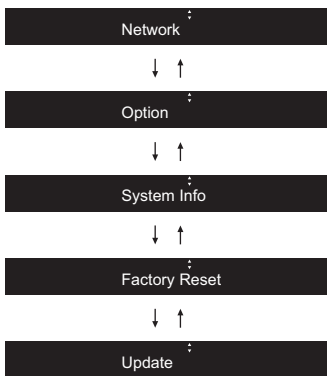 Network
Option
System Info
Factory Reset
Update